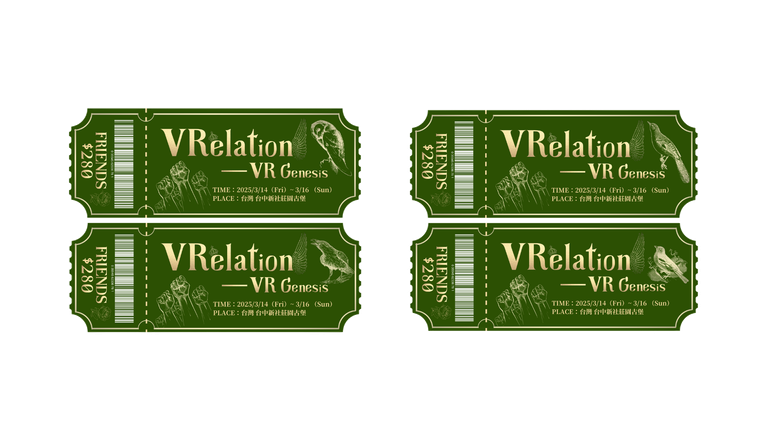 FRIENDS
$280
VRelation
VR Genesis
TIME：2025/3/14（Fri）- 3/16（Sun）
PLACE：台灣 台中新社莊園古堡
FRIENDS
$280
VRelation
VR Genesis
TIME：2025/3/14（Fri）- 3/16（Sun）
PLACE：台灣 台中新社莊園古堡
FRIENDS
$280
VRelation
VR Genesis
TIME：2025/3/14（Fri）- 3/16（Sun）
PLACE：台灣 台中新社莊園古堡
FRIENDS
$280
VRelation
VR Genesis
TIME：2025/3/14（Fri）- 3/16（Sun）
PLACE：台灣 台中新社莊園古堡